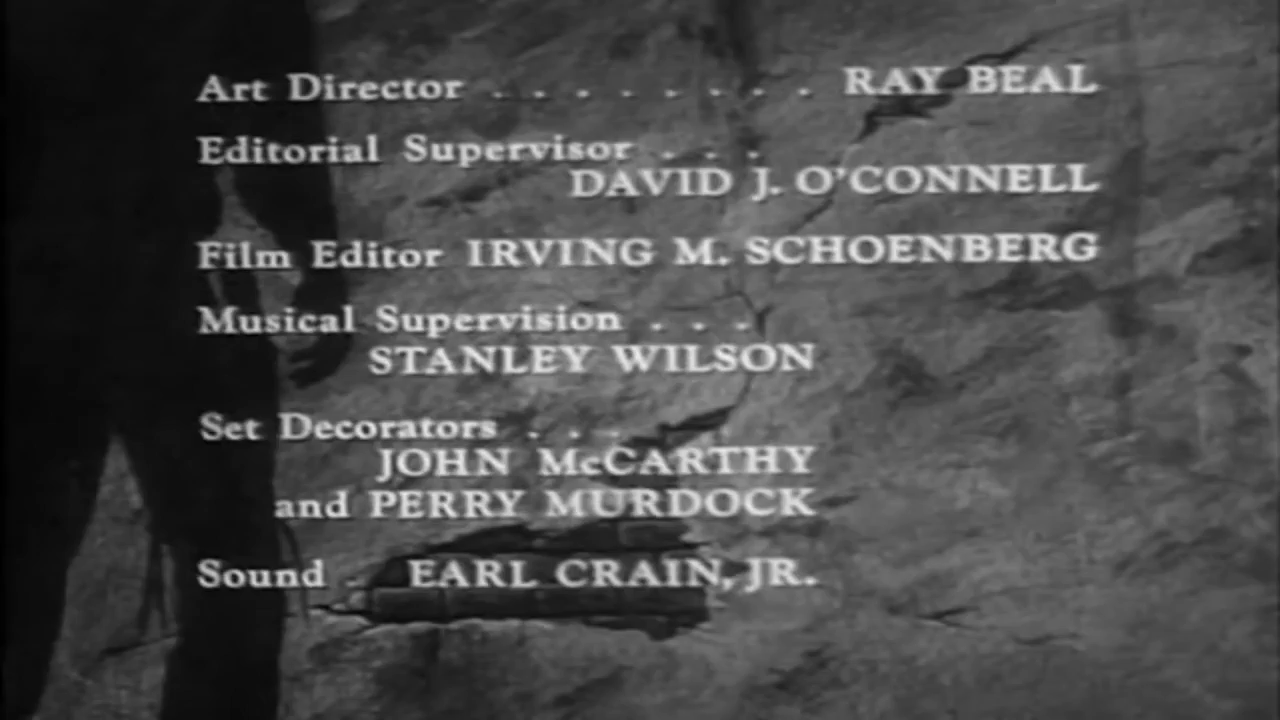 Art Director . . . . . . . . RAY BEAL
Editorial Supervisor . . .
DAVID J. O'CONNELL
Film Editor IRVING M. SCHOENBERG
Musical Supervision . . .
STANLEY WILSON
Set Decorators . . .
JOHN McCARTHY
and PERRY MURDOCK
Sound . EARL CRAIN, JR.